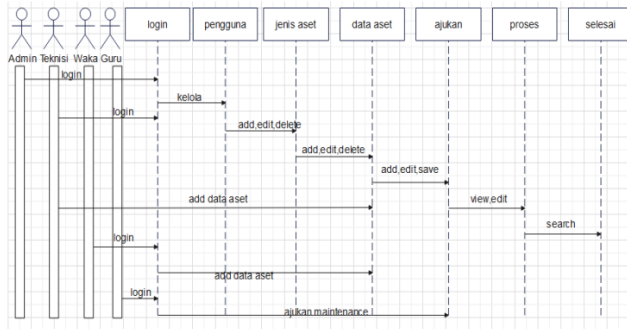 login
pengguna
jenis aset
data aset
ajukan
proses
selesai
Admin Teknisi Waka Guru
login
kelola
login
add,edit,delete
add,edit,delete
add,edit,save
add data aset
view,edit
search
login
add data aset
login
ajukan maintenance